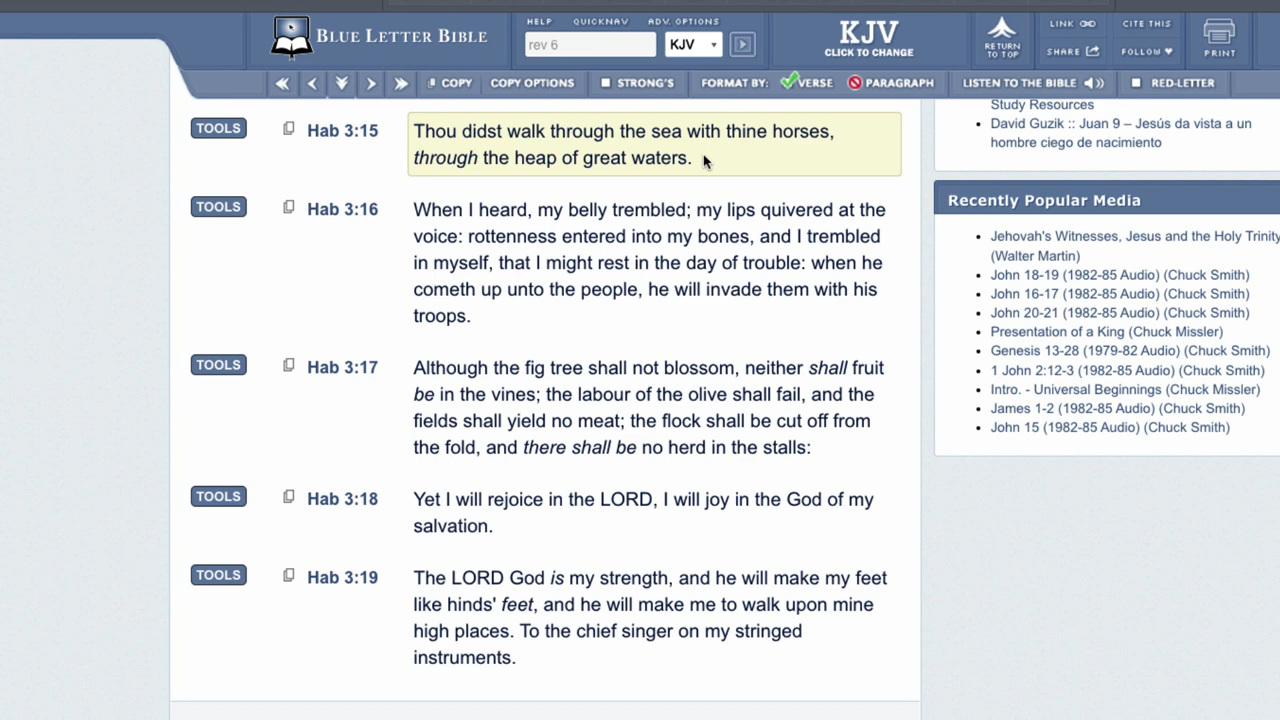 BLUE LETTER BIBLE
HELP QUICKNAV ADV. OPTIONS
rev 6 KJV
KJV
CLICK TO CHANGE
RETURN
TO TOP
LINK CITE THIS
SHARE FOLLOW
PRINT
COPY COPY OPTIONS STRONG'S FORMAT BY: VERSE PARAGRAPH LISTEN TO THE BIBLE RED-LETTER
TOOLS Hab 3:15 Thou didst walk through the sea with thine horses,
through the heap of great waters.
TOOLS Hab 3:16 When I heard, my belly trembled; my lips quivered at the
voice: rottenness entered into my bones, and I trembled
in myself, that I might rest in the day of trouble: when he
cometh up unto the people, he will invade them with his
troops.
TOOLS Hab 3:17 Although the fig tree shall not blossom, neither shall fruit
be in the vines; the labour of the olive shall fail, and the
fields shall yield no meat; the flock shall be cut off from
the fold, and there shall be no herd in the stalls:
TOOLS Hab 3:18 Yet I will rejoice in the LORD, I will joy in the God of my
salvation.
TOOLS Hab 3:19 The LORD God is my strength, and he will make my feet
like hinds' feet, and he will make me to walk upon mine
high places. To the chief singer on my stringed
instruments.
Study Resources
David Guzik :: Juan 9 – Jesús da vista a un
hombre ciego de nacimiento
Recently Popular Media
Jehovah's Witnesses, Jesus and the Holy Trinity
(Walter Martin)
John 18-19 (1982-85 Audio) (Chuck Smith)
John 16-17 (1982-85 Audio) (Chuck Smith)
John 20-21 (1982-85 Audio) (Chuck Smith)
Presentation of a King (Chuck Missler)
Genesis 13-28 (1979-82 Audio) (Chuck Smith)
1 John 2:12-3 (1982-85 Audio) (Chuck Smith)
Intro. - Universal Beginnings (Chuck Missler)
James 1-2 (1982-85 Audio) (Chuck Smith)
John 15 (1982-85 Audio) (Chuck Smith)